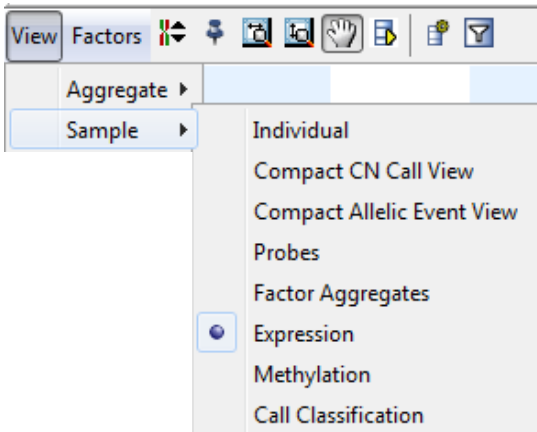 View Factors
Aggregate
Sample
Individual
Compact CN Call View
Compact Allelic Event View
Probes
Factor Aggregates
Expression
Methylation
Call Classification